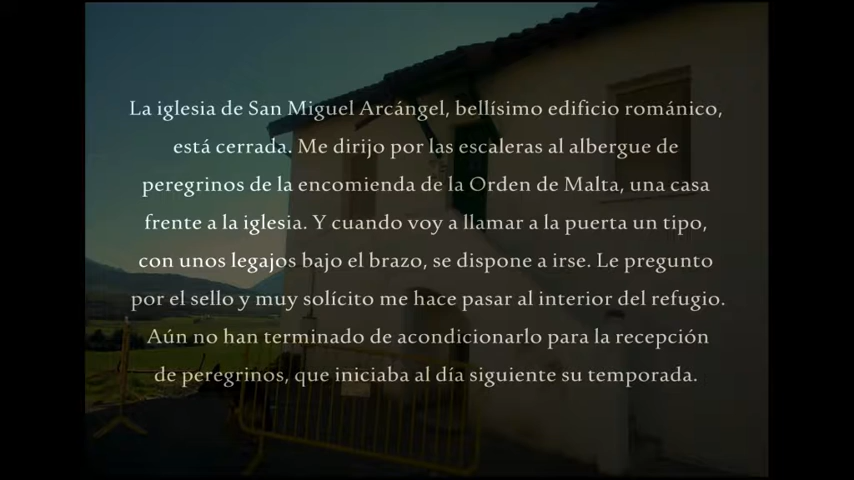 La iglesia de San Miguel Arcángel, bellísimo edificio románico,
está cerrada. Me dirijo por las escaleras al albergue de
peregrinos de la encomienda de la Orden de Malta, una casa
frente a la iglesia. Y cuando voy a llamar a la puerta un tipo,
con unos legajos bajo el brazo, se dispone a irse. Le pregunto
por el sello y muy solícito me hace pasar al interior del refugio.
Aún no han terminado de acondicionarlo para la recepción
de peregrinos, que iniciaba al día siguiente su temporada.